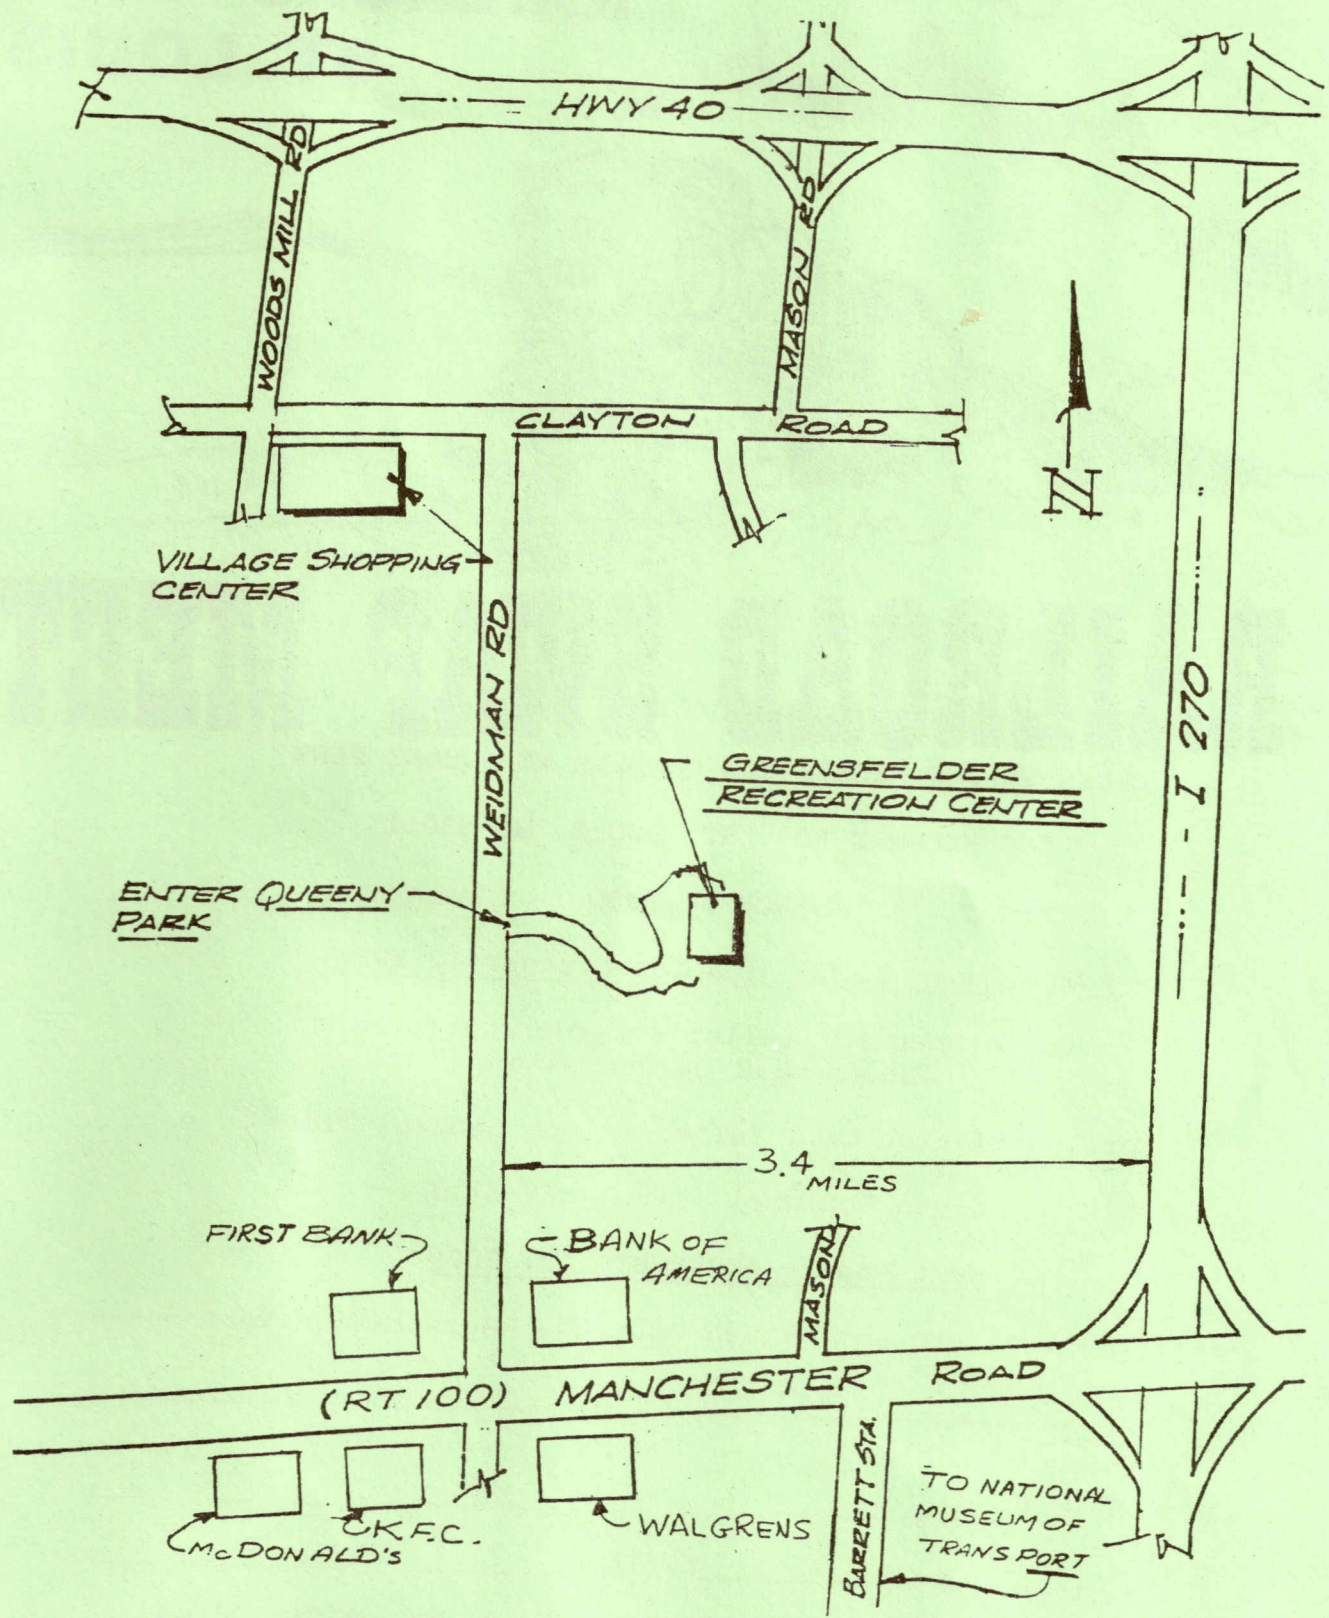 HWY 40
WOODS MILL RD
MASON RD
CLAYTON ROAD
N
VILLAGE SHOPPING
CENTER
WEIDMAN RD
I 270
GREENSFELDER
RECREATION CENTER
ENTER QUEENY
PARK
3.4
MILES
FIRST BANK
BANK OF
AMERICA
MASON
(RT 100) MANCHESTER ROAD
BARRETT STA.
TO NATIONAL
MUSEUM OF
TRANSPORT
WALGRENS
K.F.C.
McDONALD'S